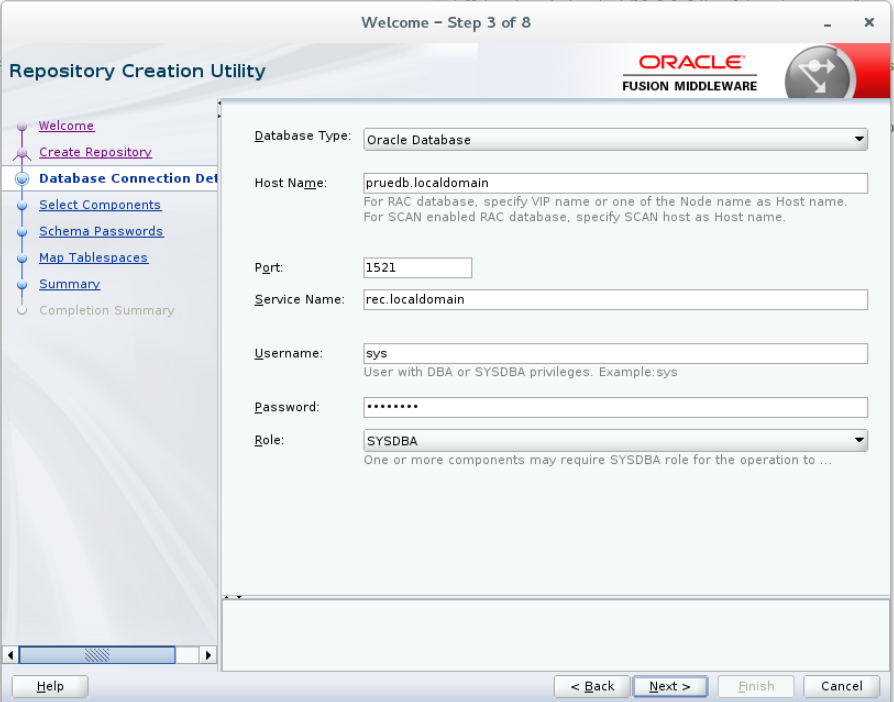 Welcome – Step 3 of 8
Repository Creation Utility
ORACLE
FUSION MIDDLEWARE
Welcome
Create Repository
Database Connection Det
Select Components
Schema Passwords
Map Tablespaces
Summary
Completion Summary
Database Type: Oracle Database
Host Name: pruedb.localdomain
For RAC database, specify VIP name or one of the Node name as Host name.
For SCAN enabled RAC database, specify SCAN host as Host name.
Port: 1521
Service Name: rec.localdomain
Username: sys
User with DBA or SYSDBA privileges. Example:sys
Password: ••••••••
Role: SYSDBA
One or more components may require SYSDBA role for the operation to ...
Help
< Back
Next >
Finish
Cancel